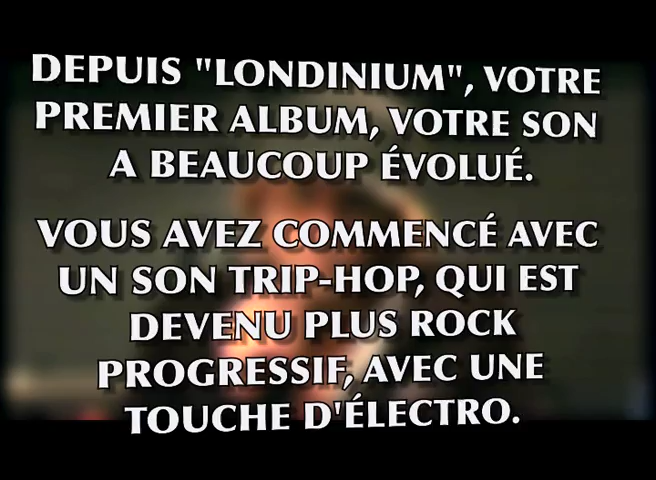 DEPUIS "LONDINIUM", VOTRE
PREMIER ALBUM, VOTRE SON
A BEAUCOUP ÉVOLUÉ.
VOUS AVEZ COMMENCÉ AVEC
UN SON TRIP-HOP, QUI EST
DEVENU PLUS ROCK
PROGRESSIF, AVEC UNE
TOUCHE D'ÉLECTRO.